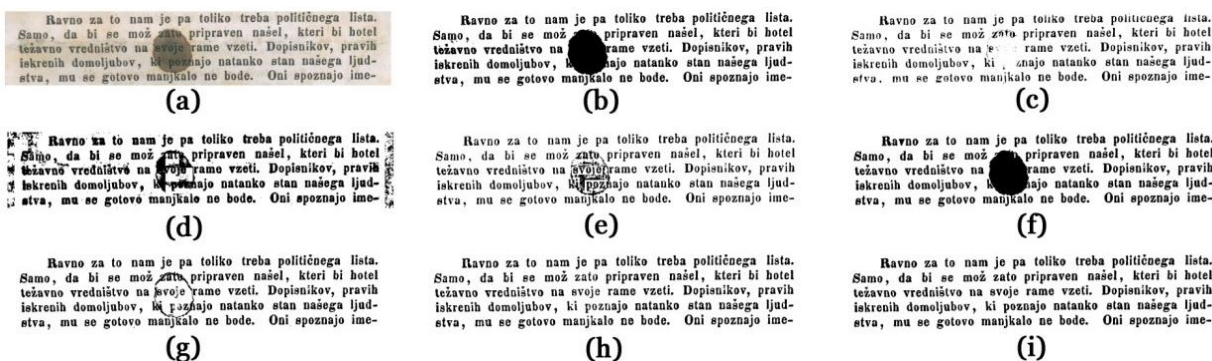 Ravno za to nam je pa toliko treba političnega lista.
Samo, da bi se mož zato pripraven našel, kteri bi hotel
težavno vredništvo na svoje rame vzeti. Dopisnikov, pravih
iskrenih domoljubov, ki poznajo natanko stan našega ljud-
stva, mu se gotovo manjkalo ne bode. Oni spoznajo ime-
(a)
Ravno za to nam je pa toliko treba političnega lista.
Samo, da bi se mož pripraven našel, kteri bi hotel
težavno vredništvo na rame vzeti. Dopisnikov, pravih
iskrenih domoljubov, natanko stan našega ljud-
stva, mu se gotovo manjkalo ne bode. Oni spoznajo ime-
(b)
Ravno za to nam je pa toliko treba političnega lista.
Samo, da bi se mož zato pripraven našel, kteri bi hotel
težavno vredništvo na rame vzeti. Dopisnikov, pravih
iskrenih domoljubov, ki natanko stan našega ljud-
stva, mu se gotovo manjkalo ne bode. Oni spoznajo ime-
(c)
Ravno za to nam je pa toliko treba političnega lista.
Samo, da bi se mož zato pripraven našel, kteri bi hotel
težavno vredništvo na svoje rame vzeti. Dopisnikov, pravih
iskrenih domoljubov, natanko stan našega ljud-
stva, mu se gotovo manjkalo ne bode. Oni spoznajo ime-
(d)
Ravno za to nam je pa toliko treba političnega lista.
Samo, da bi se mož zato pripraven našel, kteri bi hotel
težavno vredništvo na svoje rame vzeti. Dopisnikov, pravih
iskrenih domoljubov, ki poznajo natanko stan našega ljud-
stva, mu se gotovo manjkalo ne bode. Oni spoznajo ime-
(e)
Ravno za to nam je pa toliko treba političnega lista.
Samo, da bi se mož pripraven našel, kteri bi hotel
težavno vredništvo na rame vzeti. Dopisnikov, pravih
iskrenih domoljubov, natanko stan našega ljud-
stva, mu se gotovo manjkalo ne bode. Oni spoznajo ime-
(f)
Ravno za to nam je pa toliko treba političnega lista.
Samo, da bi se mož zato pripraven našel, kteri bi hotel
težavno vredništvo na svoje rame vzeti. Dopisnikov, pravih
iskrenih domoljubov, ki poznajo natanko stan našega ljud-
stva, mu se gotovo manjkalo ne bode. Oni spoznajo ime-
(g)
Ravno za to nam je pa toliko treba političnega lista.
Samo, da bi se mož zato pripraven našel, kteri bi hotel
težavno vredništvo na svoje rame vzeti. Dopisnikov, pravih
iskrenih domoljubov, ki poznajo natanko stan našega ljud-
stva, mu se gotovo manjkalo ne bode. Oni spoznajo ime-
(h)
Ravno za to nam je pa toliko treba političnega lista.
Samo, da bi se mož zato pripraven našel, kteri bi hotel
težavno vredništvo na svoje rame vzeti. Dopisnikov, pravih
iskrenih domoljubov, ki poznajo natanko stan našega ljud-
stva, mu se gotovo manjkalo ne bode. Oni spoznajo ime-
(i)